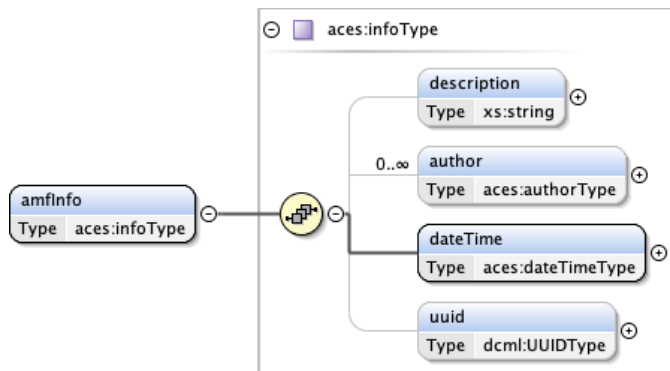 aces:infoType
description
Type xs:string
0..∞
author
Type aces:authorType
amfInfo
Type aces:infoType
dateTime
Type aces:dateTimeType
uuid
Type dcml:UUIDType